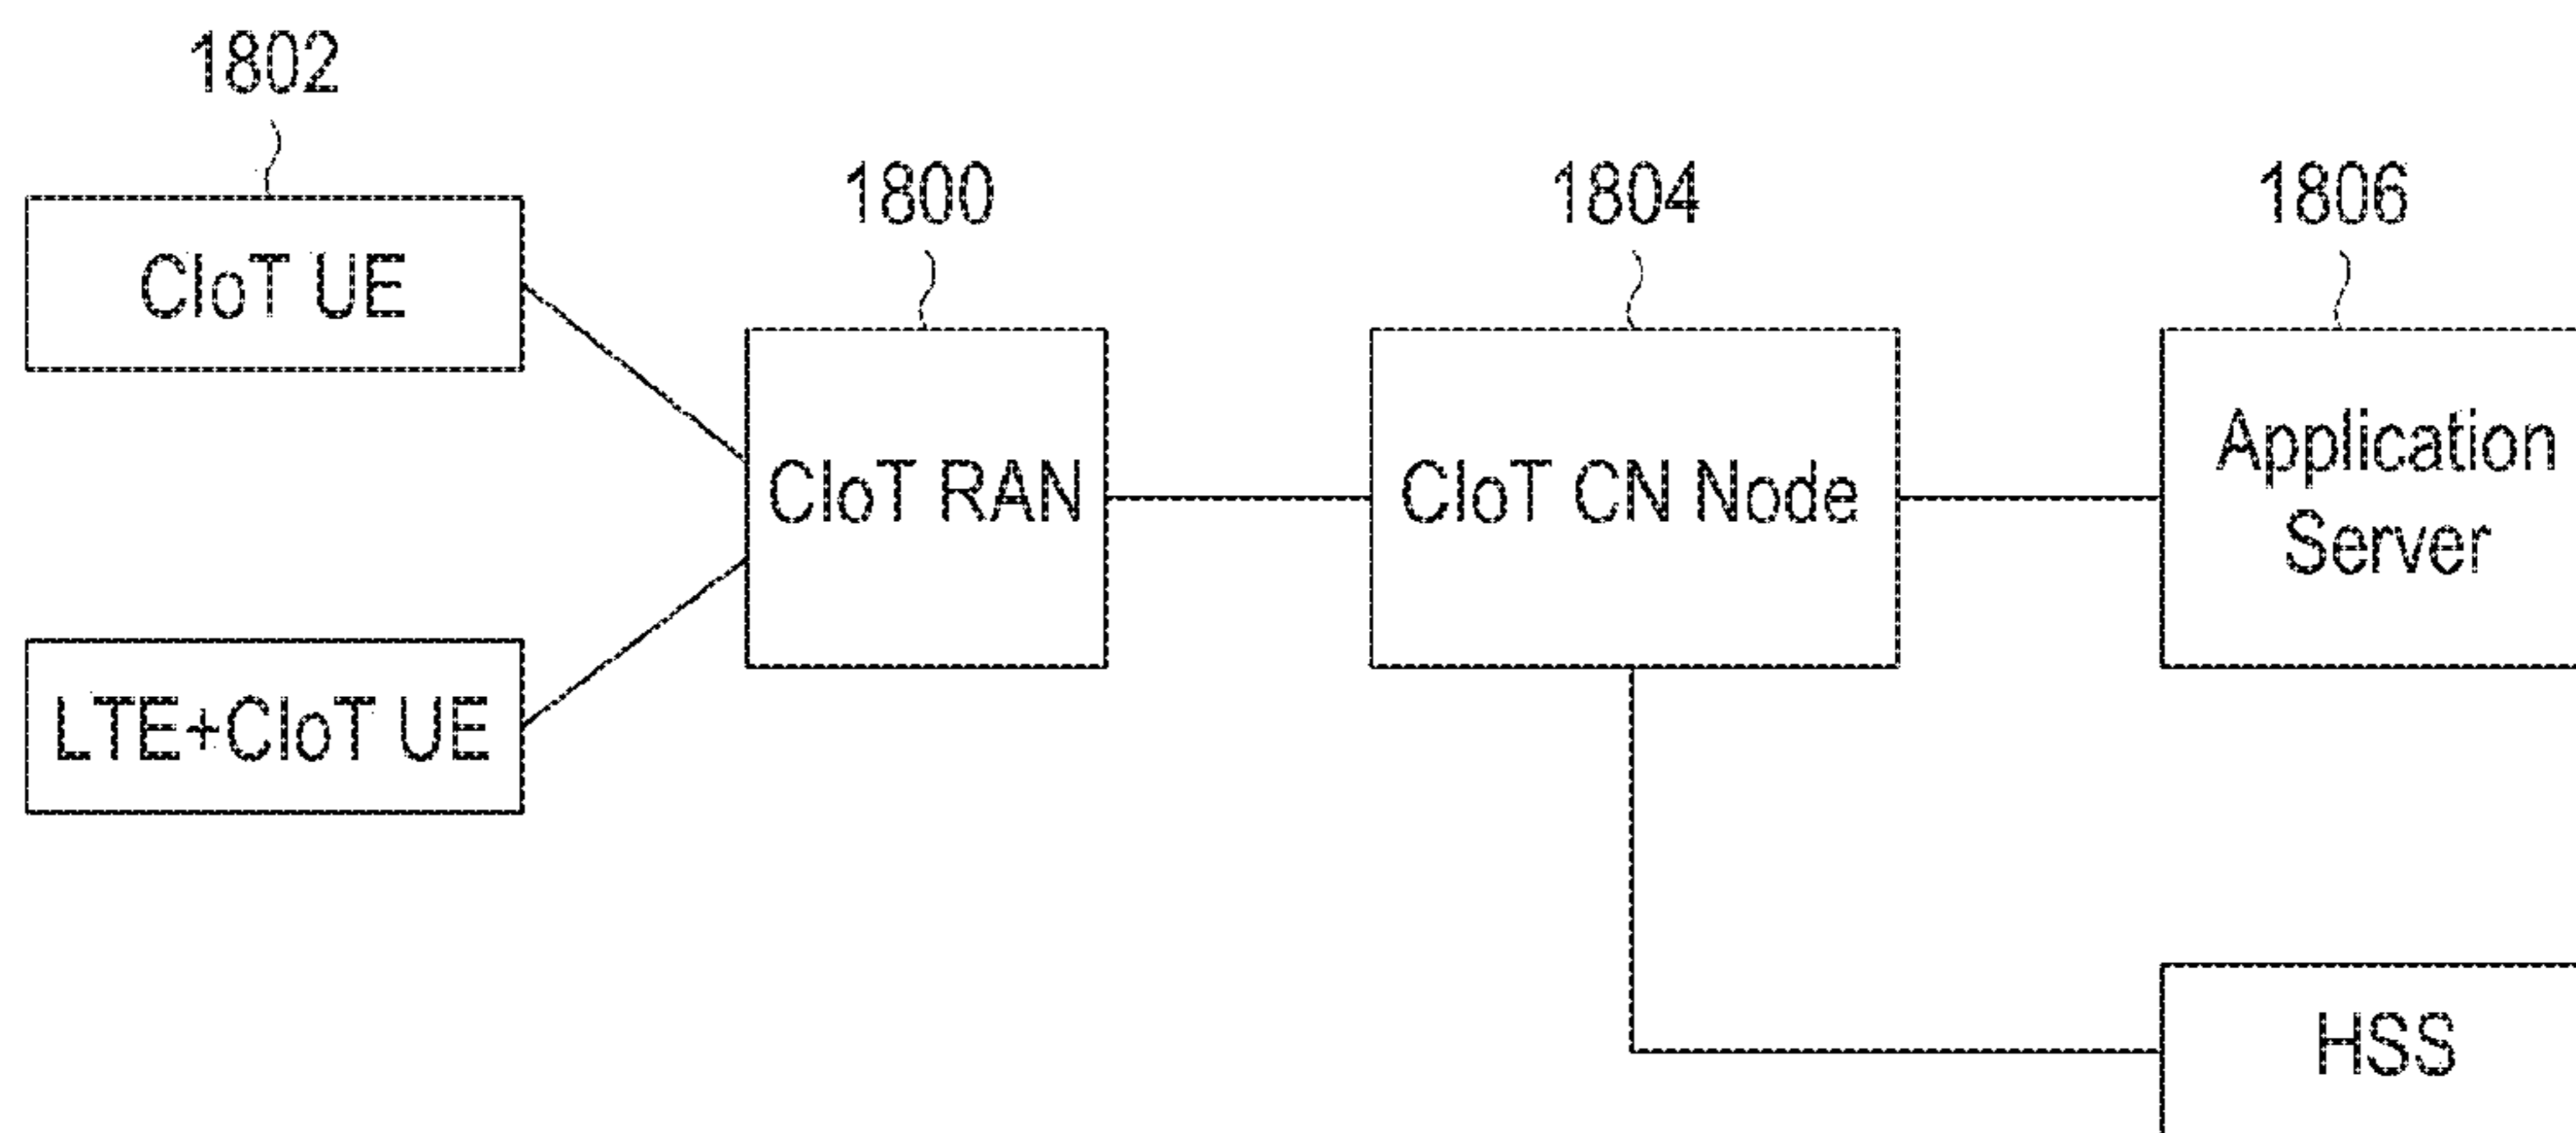 1802
1800
1804
1806
CIoT UE
CIoT RAN
CIoT CN Node
Application
Server
LTE+CIoT UE
HSS